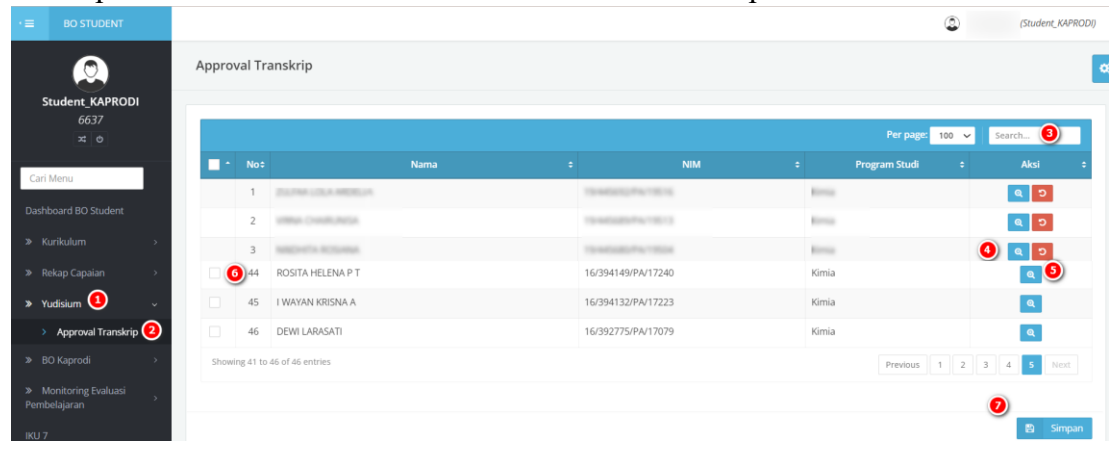 BO STUDENT
(Student_KAPRODI)
Student_KAPRODI
6637
Cari Menu
Dashboard BO Student
Kurikulum
Rekap Capaian
Yudisium 1
Approval Transkrip 2
BO Kaprodi
Monitoring Evaluasi
Pembelajaran
IKU 7
Approval Transkrip
Per page: 100 Search... 3
No Nama NIM Program Studi Aksi
1
2
3 4
6 44 ROSITA HELENA P T 16/394149/PA/17240 Kimia 5
45 I WAYAN KRISNA A 16/394132/PA/17223 Kimia
46 DEWI LARASATI 16/392775/PA/17079 Kimia
Showing 41 to 46 of 46 entries Previous 1 2 3 4 5 Next
7
Simpan